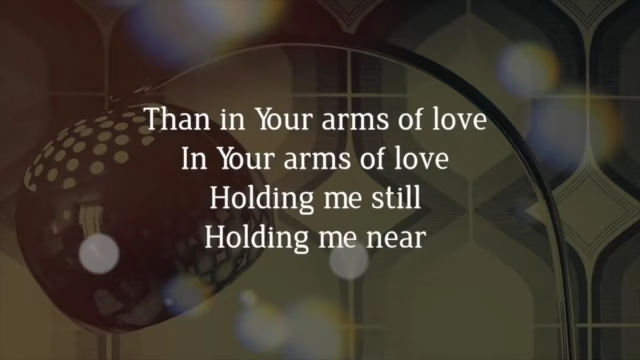 Than in Your arms of love
In Your arms of love
Holding me still
Holding me near